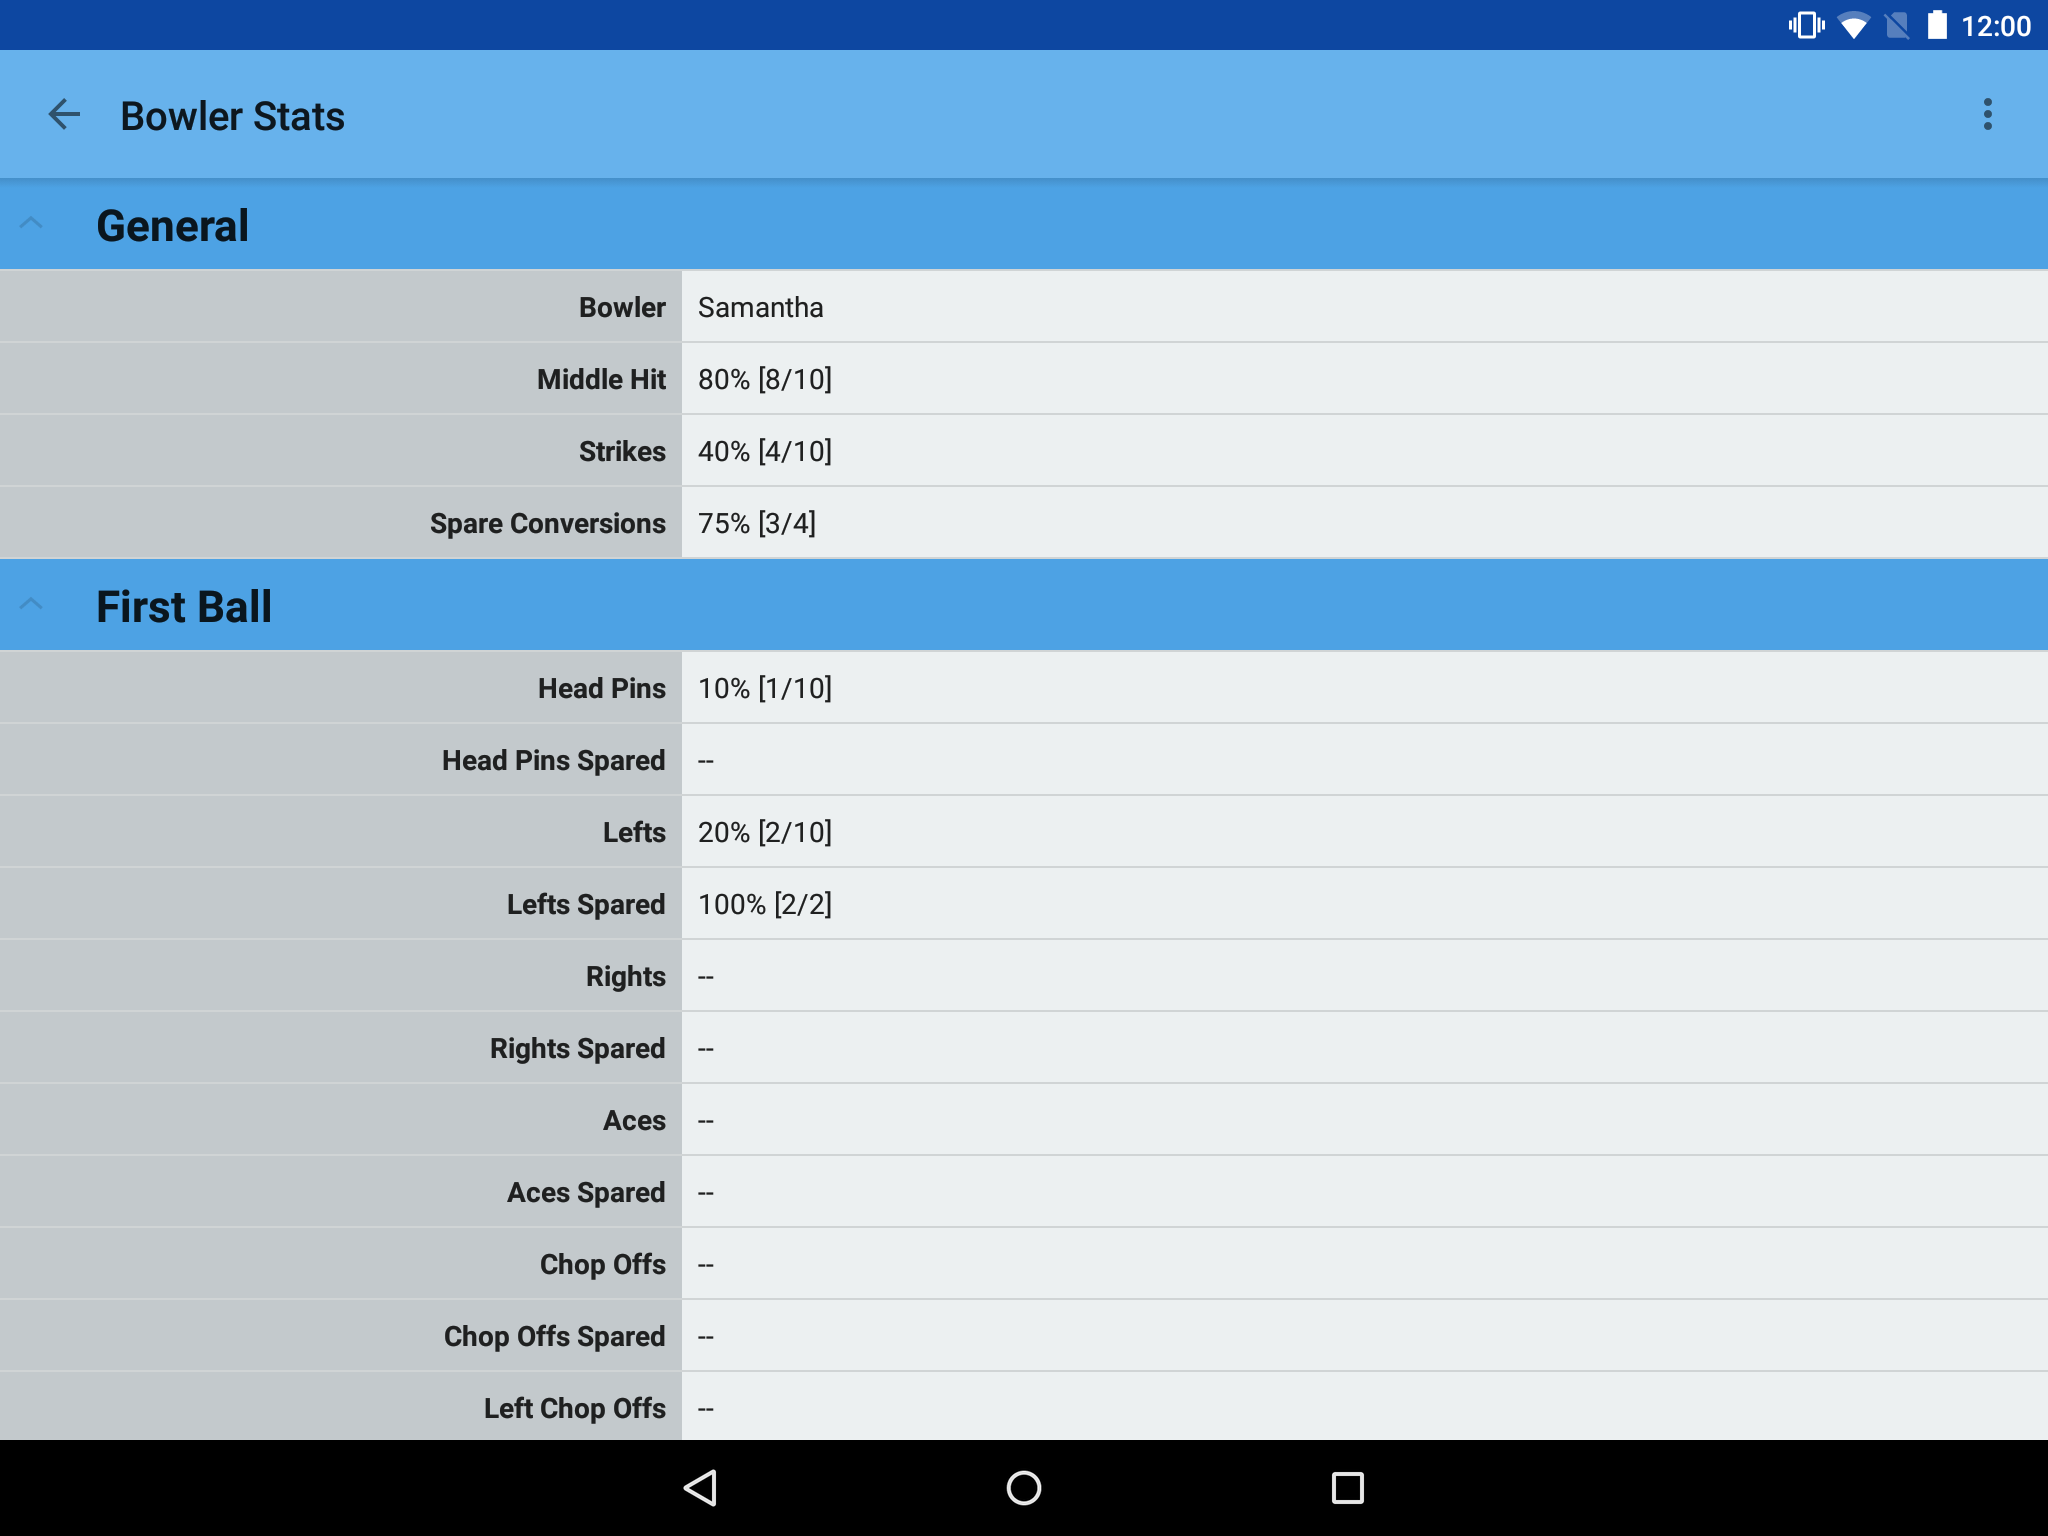 12:00
Bowler Stats
General
Bowler Samantha
Middle Hit 80% [8/10]
Strikes 40% [4/10]
Spare Conversions 75% [3/4]
First Ball
Head Pins 10% [1/10]
Head Pins Spared --
Lefts 20% [2/10]
Lefts Spared 100% [2/2]
Rights --
Rights Spared --
Aces --
Aces Spared --
Chop Offs --
Chop Offs Spared --
Left Chop Offs --